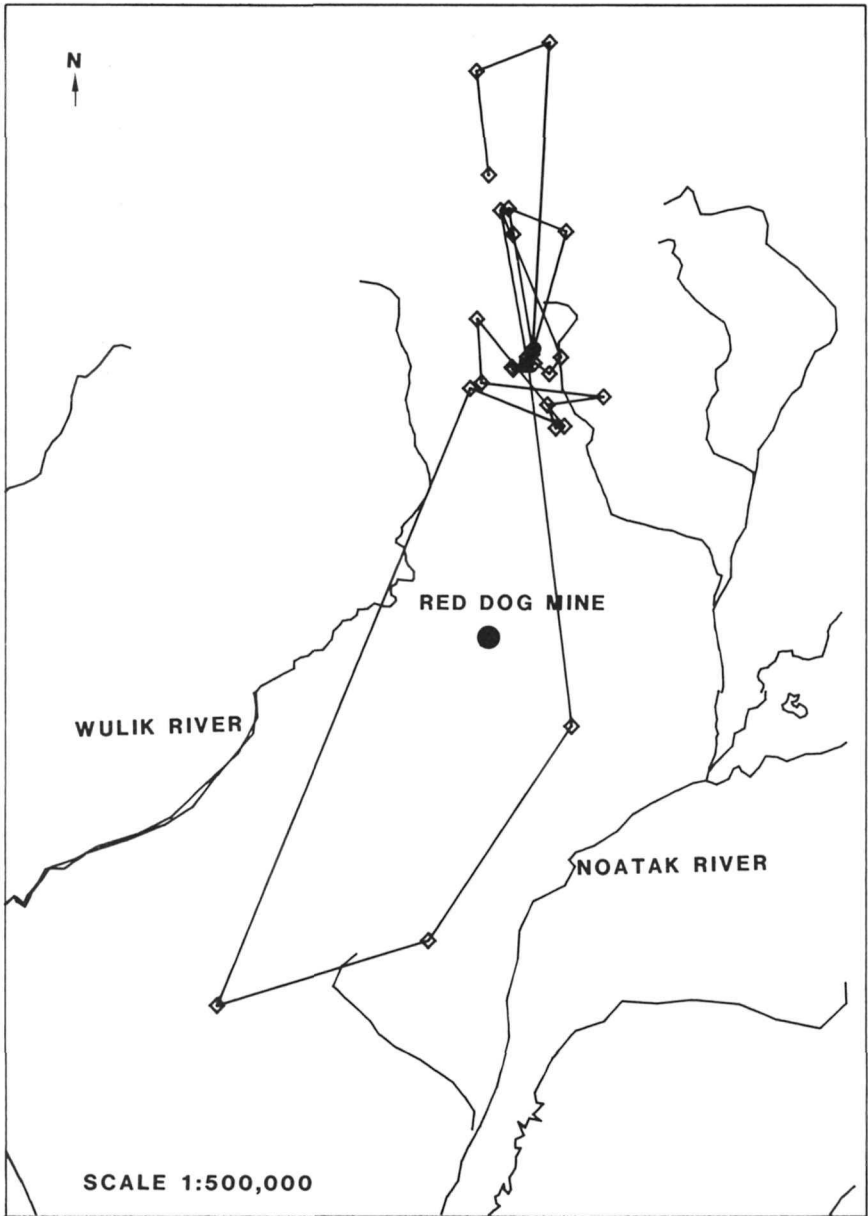 N
RED DOG MINE
WULIK RIVER
NOATAK RIVER
SCALE 1:500,000